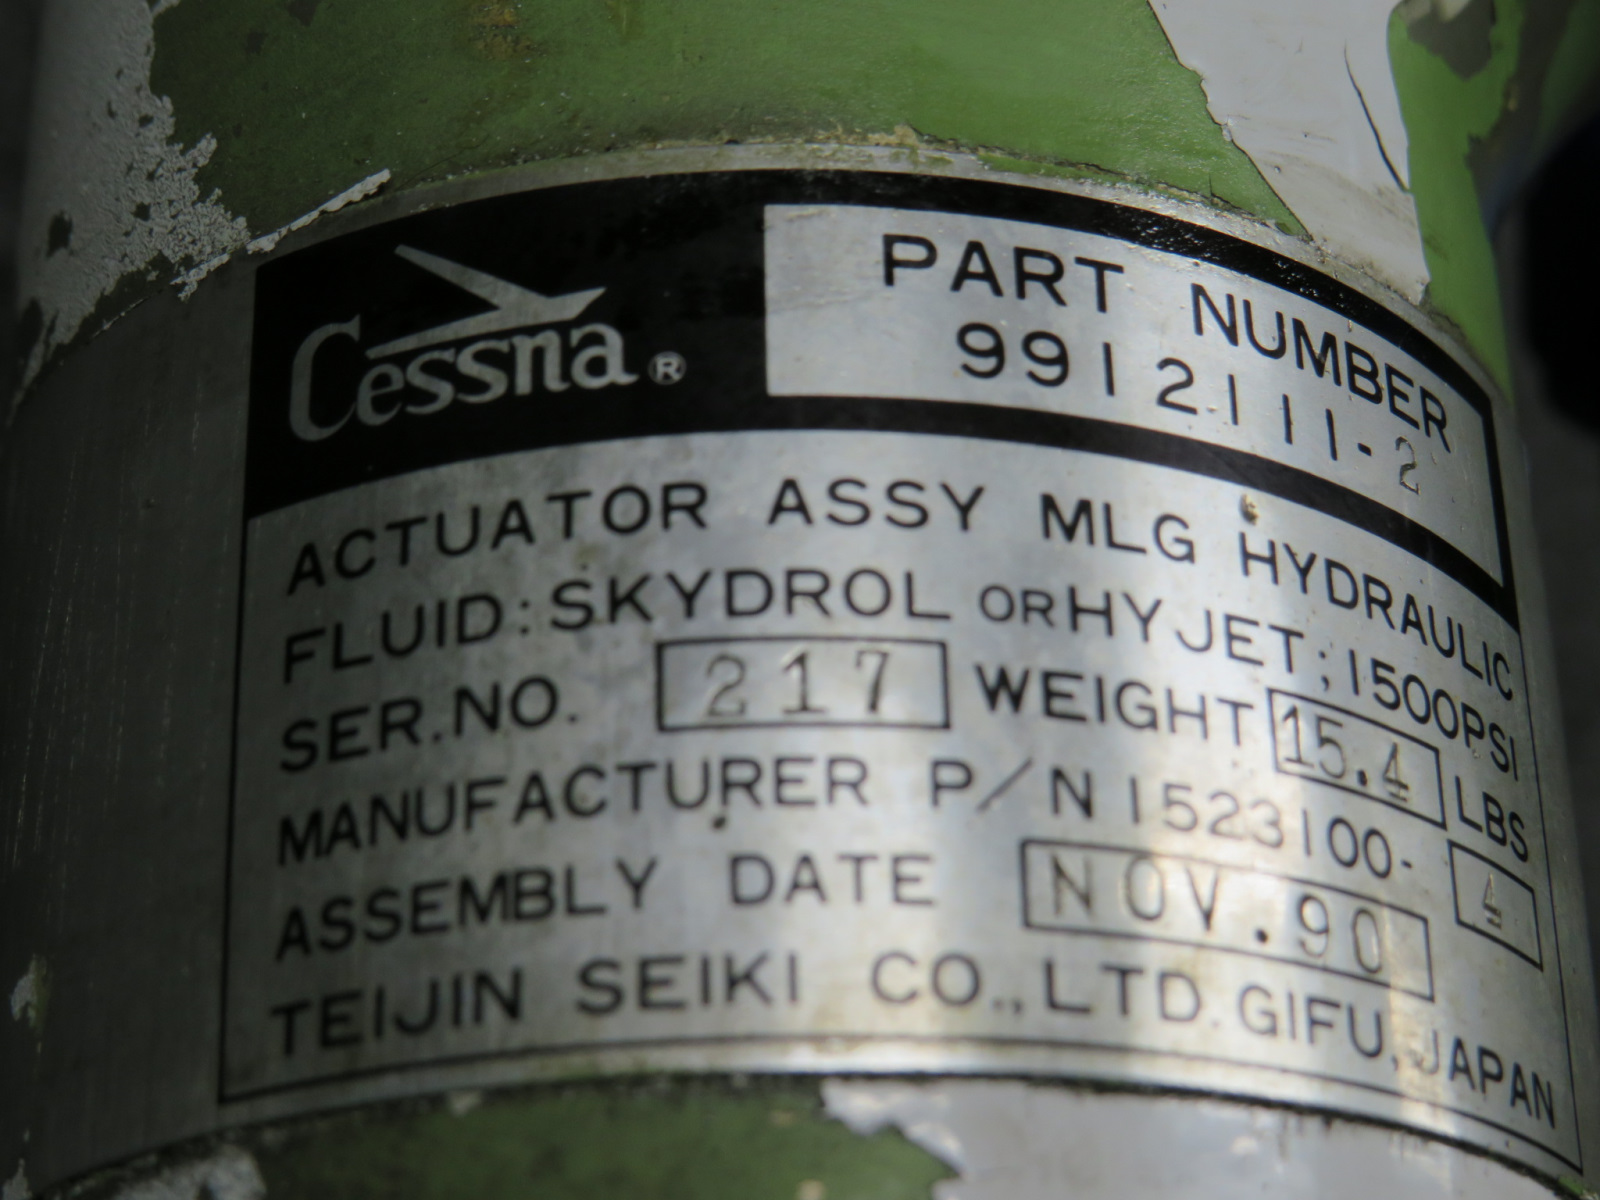 Cessna®
PART NUMBER
9912111-2
ACTUATOR ASSY MLG HYDRAULIC
FLUID: SKYDROL OR HYJET; 1500PSI
SER.NO. 217 WEIGHT 15.4 LBS
MANUFACTURER P/N 1523100-4
ASSEMBLY DATE NOV.90
TEIJIN SEIKI CO., LTD. GIFU, JAPAN